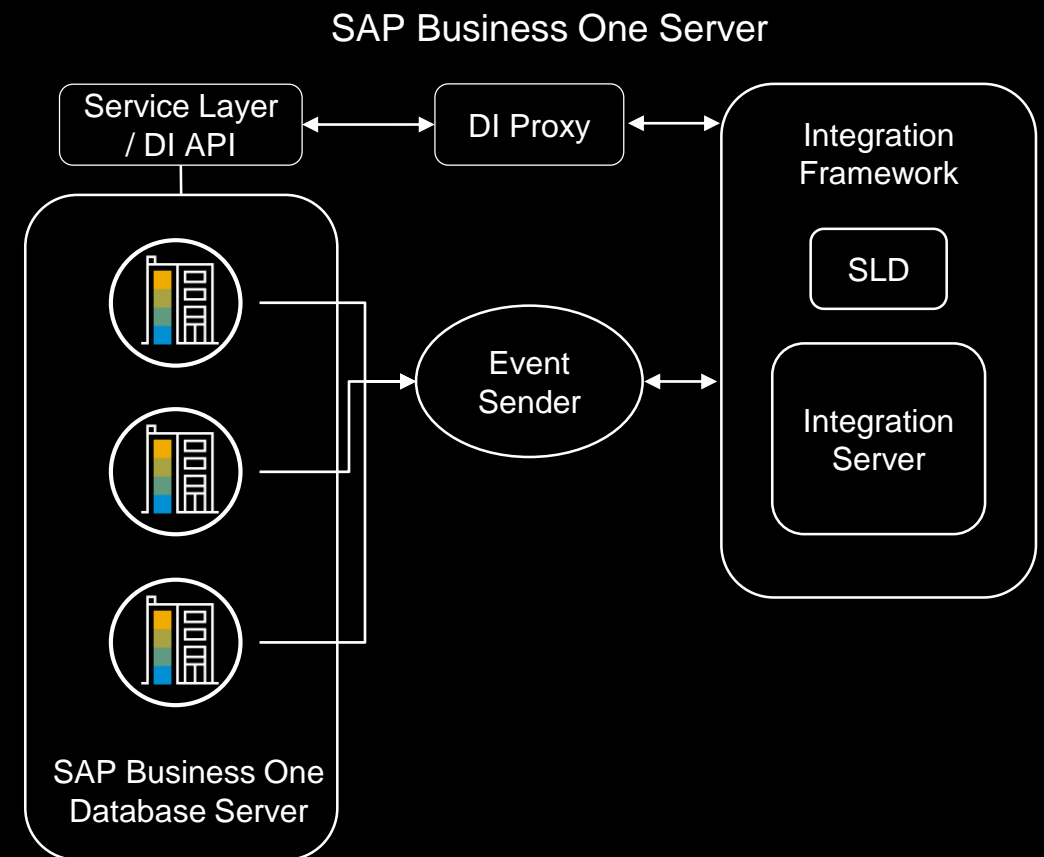 SAP Business One Server
Service Layer
/ DI API
DI Proxy
Integration
Framework
SLD
Event
Sender
Integration
Server
SAP Business One
Database Server